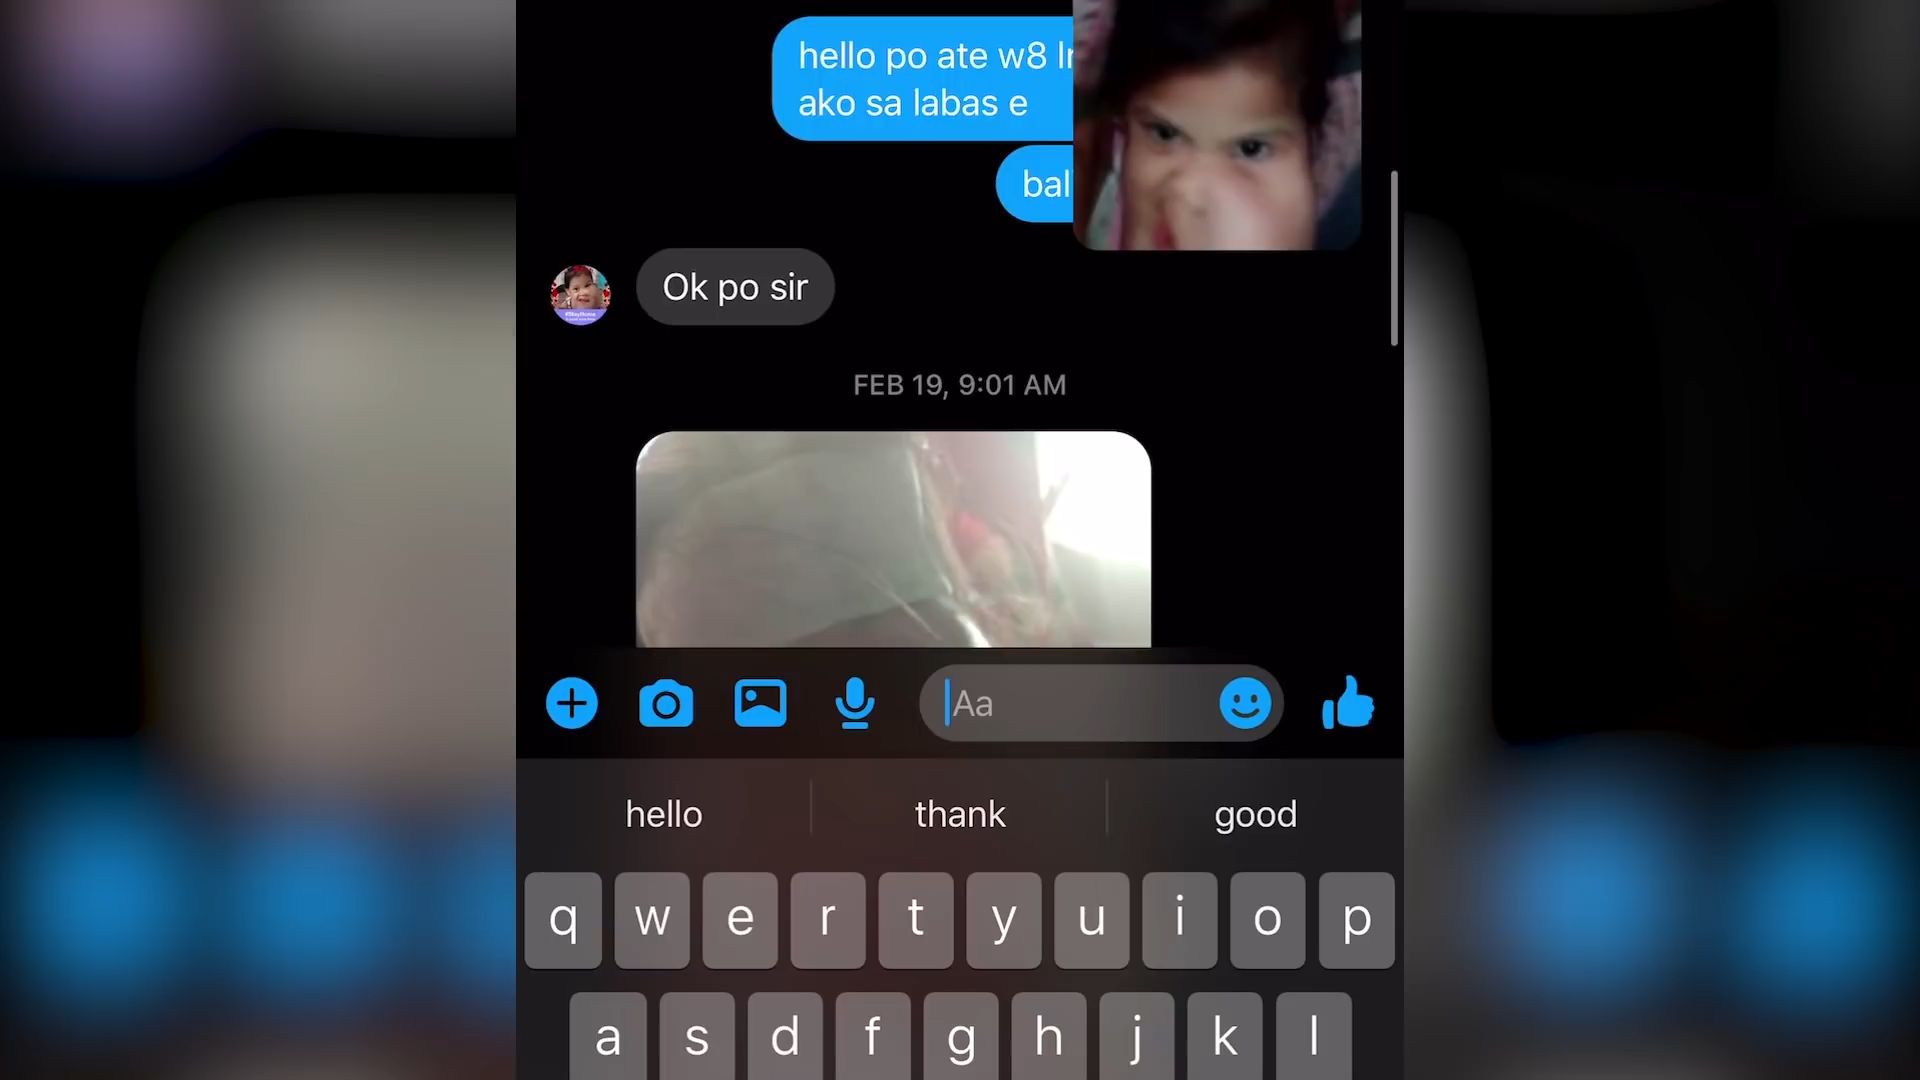 hello po ate w8
ako sa labas e
Ok po sir
FEB 19, 9:01 AM
Aa
hello thank good
q w e r t y u i o p
a s d f g h j k l